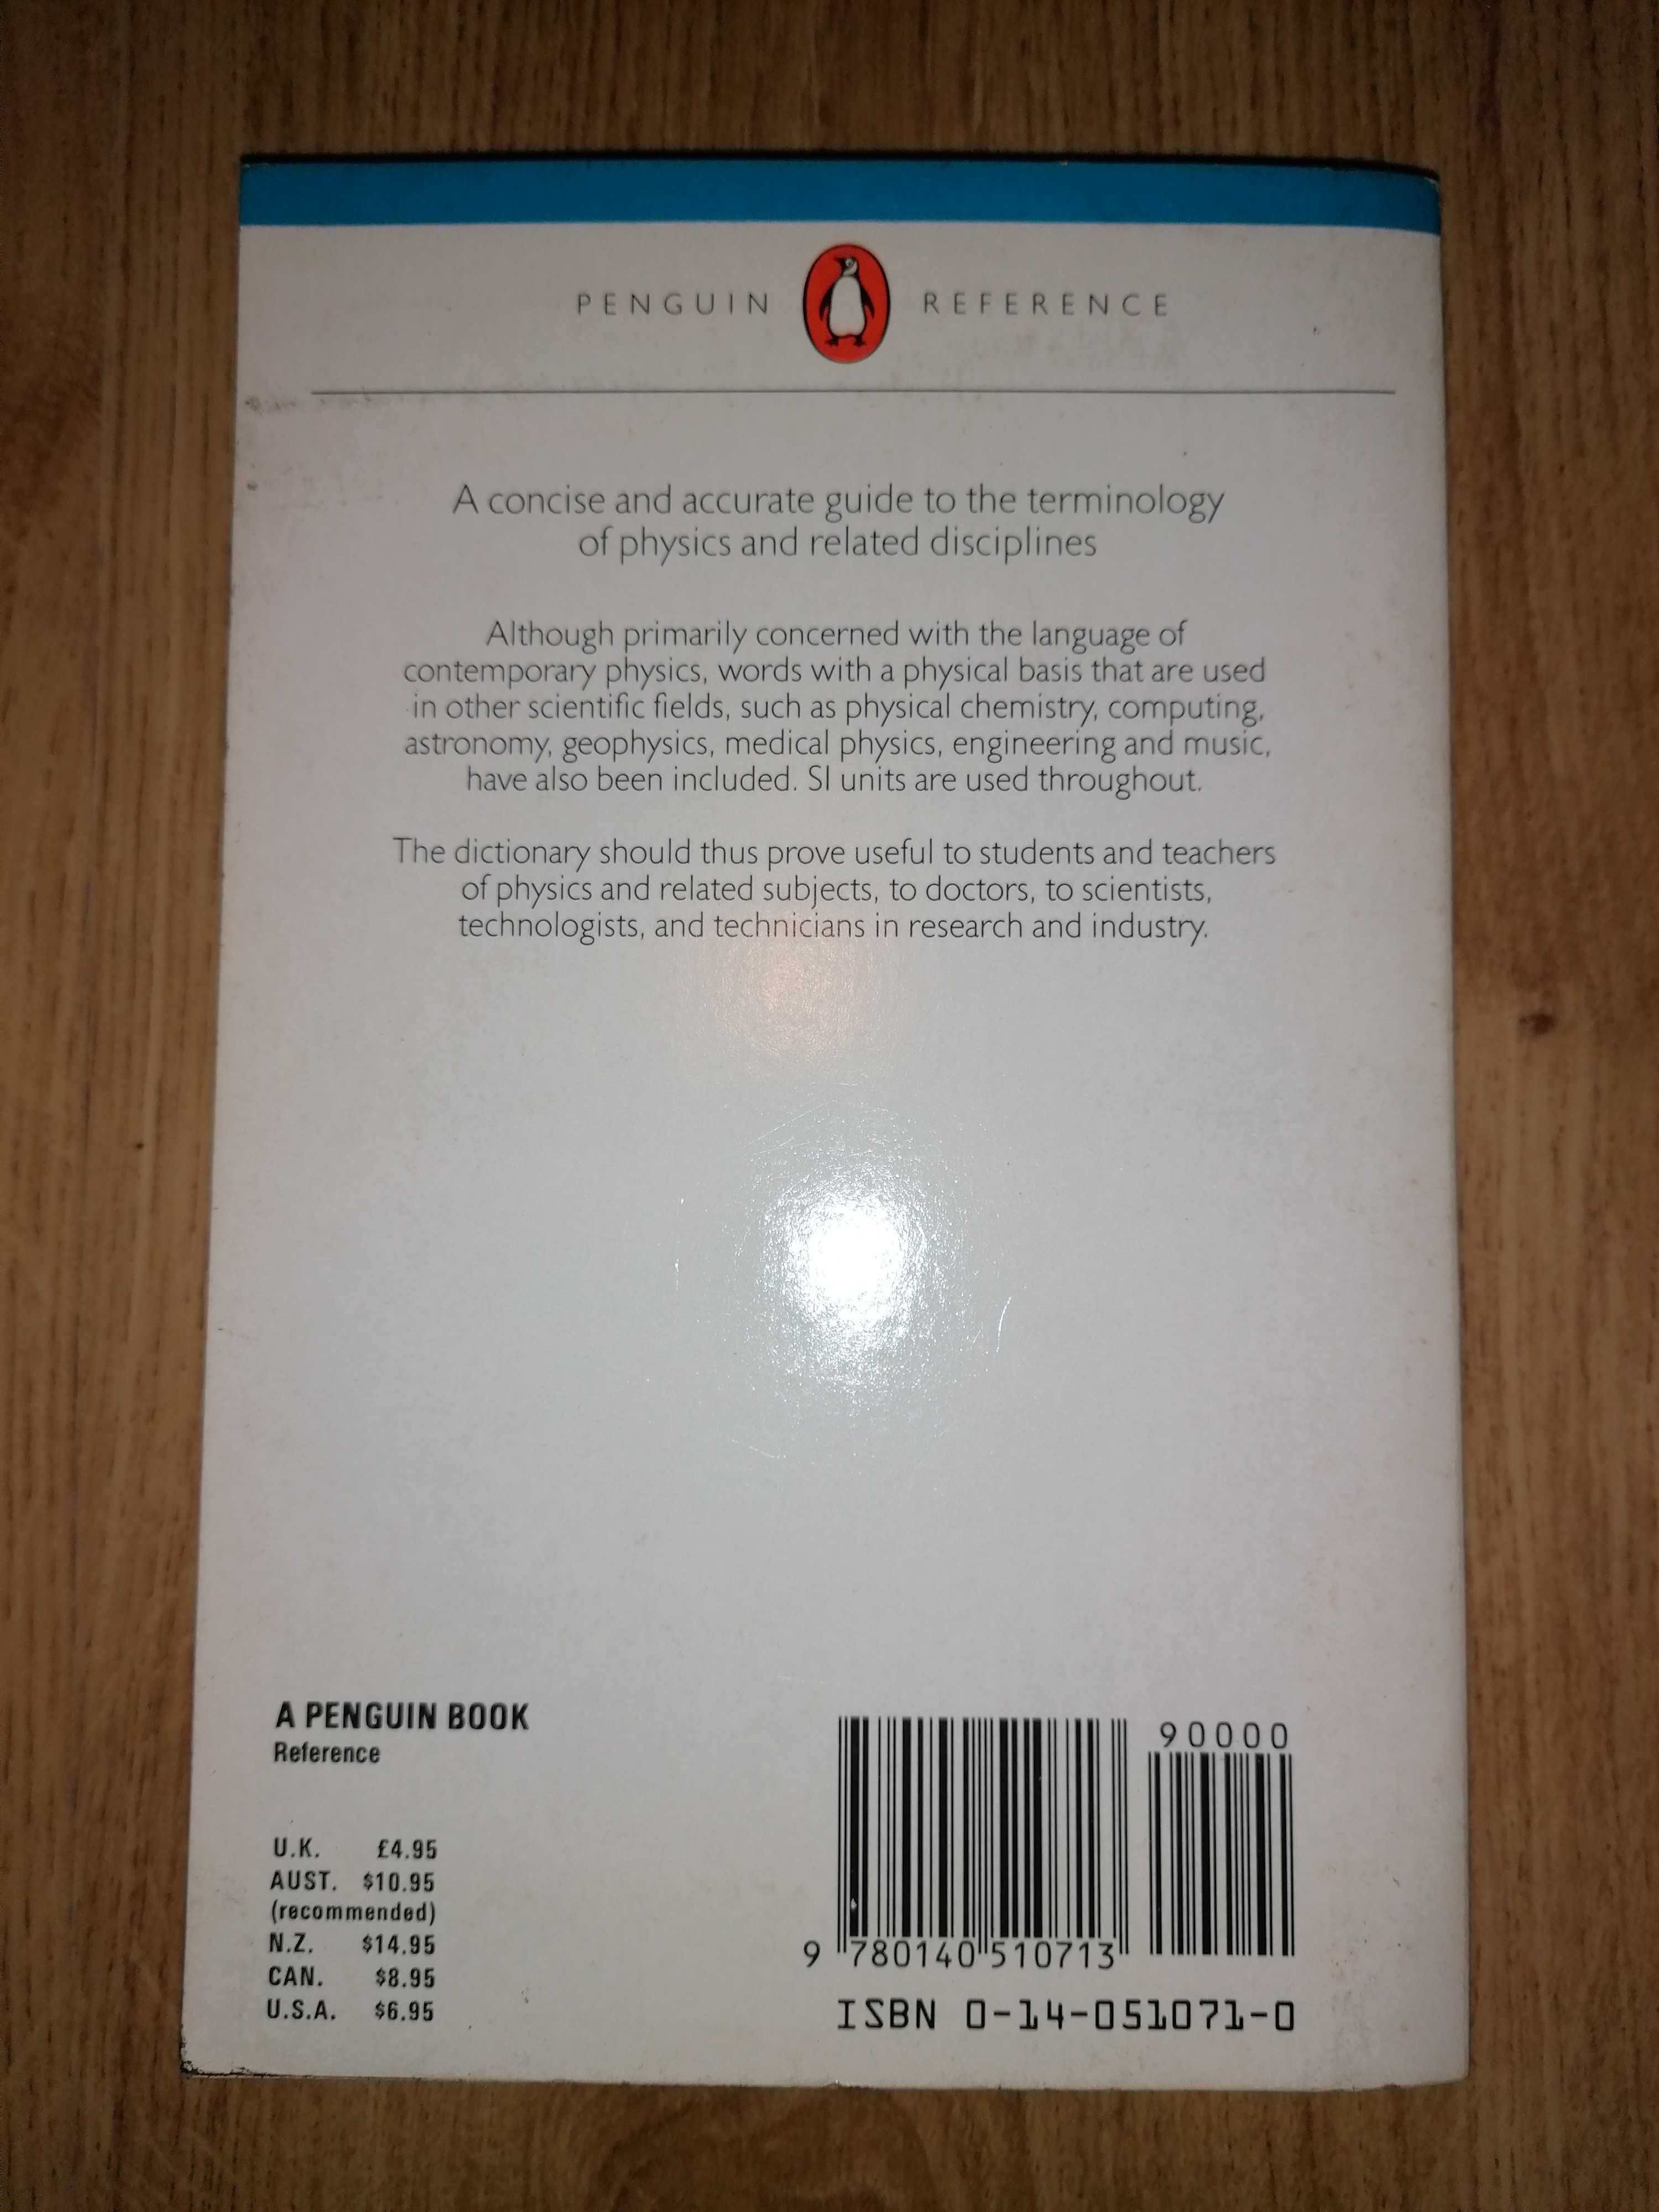 PENGUIN REFERENCE
A concise and accurate guide to the terminology
of physics and related disciplines
Although primarily concerned with the language of
contemporary physics, words with a physical basis that are used
in other scientific fields, such as physical chemistry, computing,
astronomy, geophysics, medical physics, engineering and music,
have also been included. SI units are used throughout.
The dictionary should thus prove useful to students and teachers
of physics and related subjects, to doctors, to scientists,
technologists, and technicians in research and industry.
A PENGUIN BOOK
Reference
U.K. £4.95
AUST. $10.95
(recommended)
N.Z. $14.95
CAN. $8.95
U.S.A. $6.95
90000
9 780140 510713
ISBN 0-14-051071-0